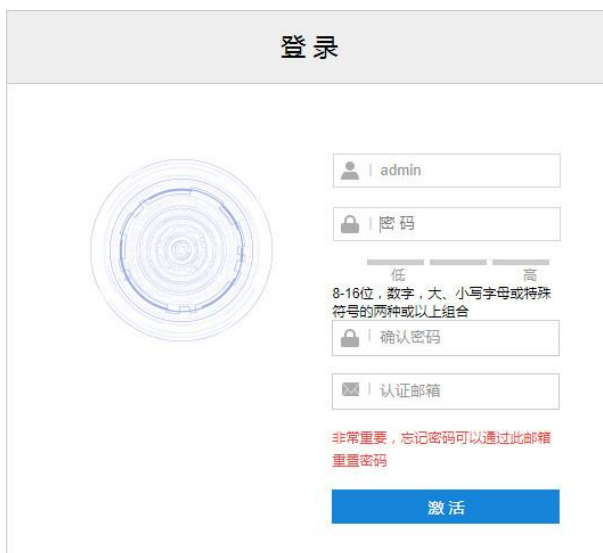 登录
admin
密码
低 高
8-16位，数字，大、小写字母或特殊
符号的两种或以上组合
确认密码
认证邮箱
非常重要，忘记密码可以通过此邮箱
重置密码
激活